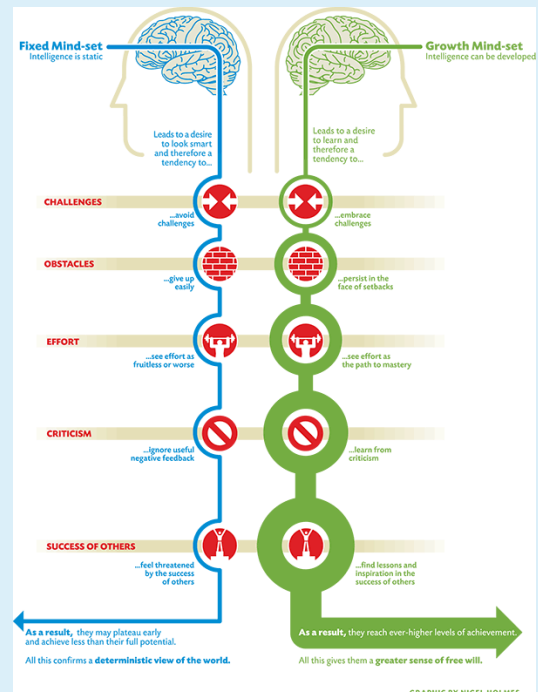 Fixed Mind-set
Intelligence is static
Growth Mind-set
Intelligence can be developed
Leads to a desire
to look smart
and therefore a
tendency to...
Leads to a desire
to learn and
therefore a
tendency to...
CHALLENGES
...avoid
challenges
...embrace
challenges
OBSTACLES
...give up
easily
...persist in the
face of setbacks
EFFORT
...see effort as
fruitless or worse
...see effort as
the path to mastery
CRITICISM
...ignore useful
negative feedback
...learn from
criticism
SUCCESS OF OTHERS
...feel threatened
by the success
of others
...find lessons and
inspiration in the
success of others
As a result, they may plateau early
and achieve less than their full potential.
All this confirms a deterministic view of the world.
As a result, they reach ever-higher levels of achievement.
All this gives them a greater sense of free will.
GRAPHIC BY NIGEL HOLMES